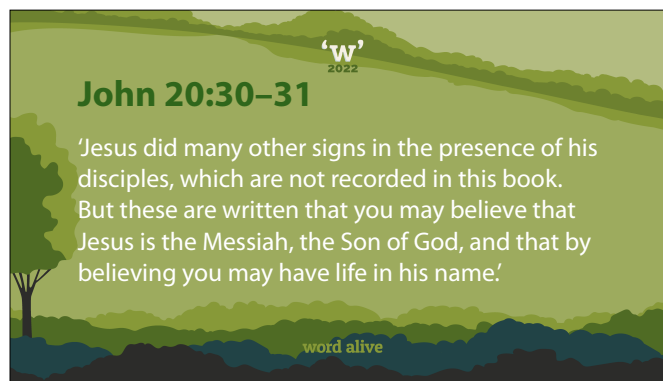 ‘w’
2022
John 20:30–31
‘Jesus did many other signs in the presence of his
disciples, which are not recorded in this book.
But these are written that you may believe that
Jesus is the Messiah, the Son of God, and that by
believing you may have life in his name.’
word alive